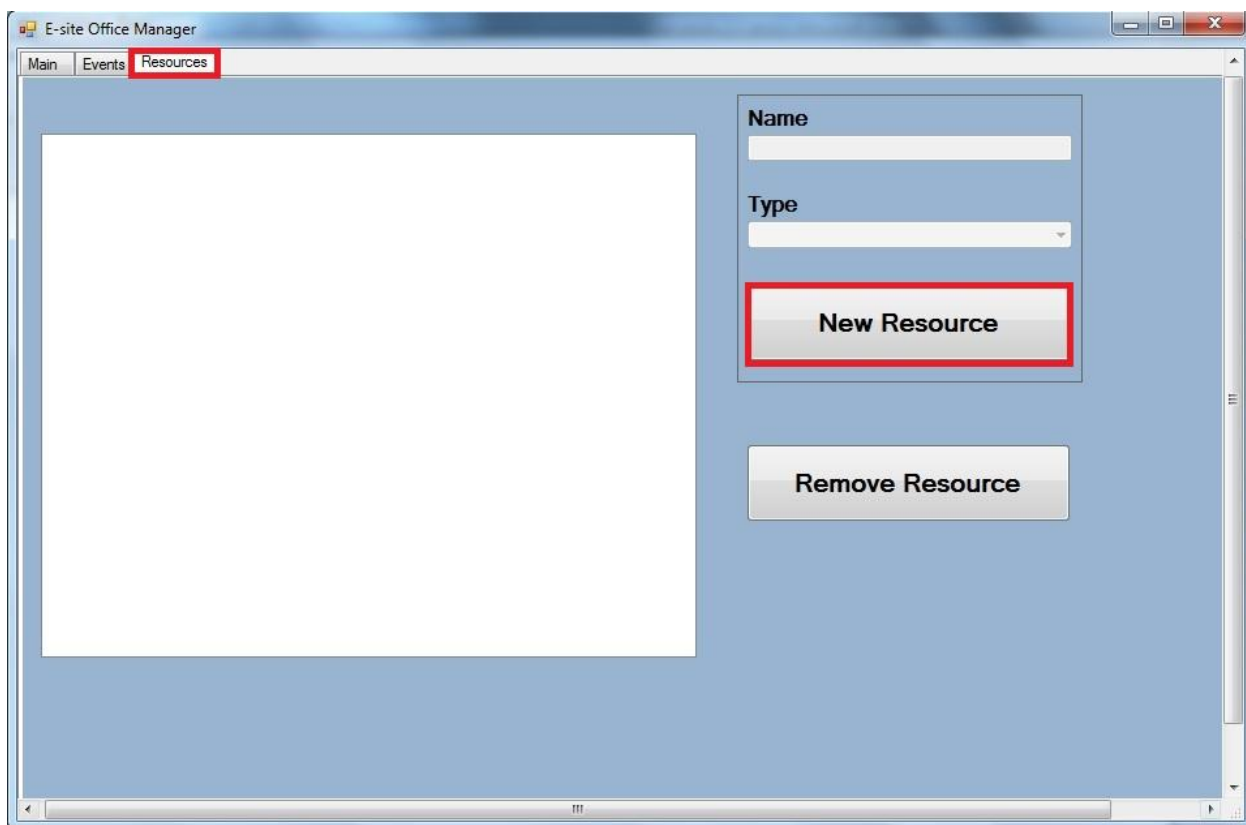 E-site Office Manager
Main Events Resources
Name
Type
New Resource
Remove Resource